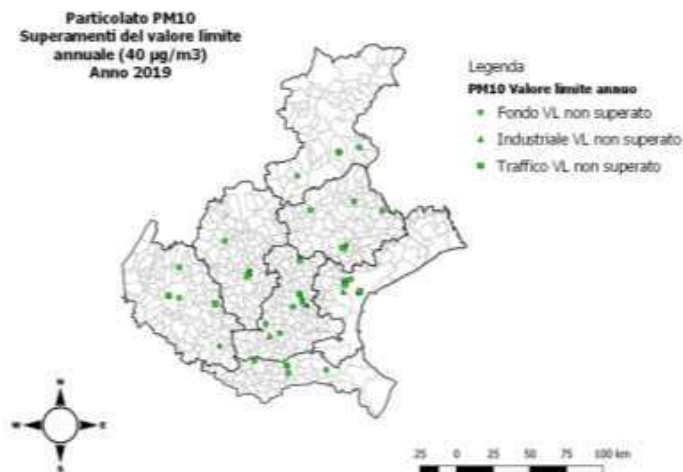 Particolato PM10
Superamenti del valore limite
annuale (40 µg/m3)
Anno 2019
Legenda
PM10 Valore limite annuo
Fondo VL non superato
Industriale VL non superato
Traffico VL non superato
N
W E
S
25 0 25 50 75 100 km